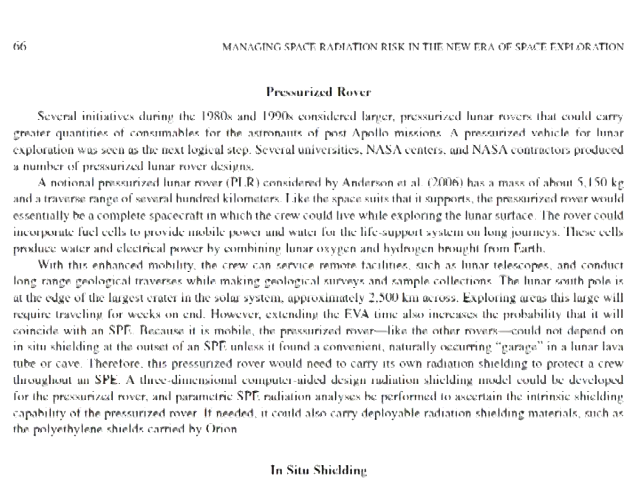 66 MANAGING SPACE RADIATION RISK IN THE NEW ERA OF SPACE EXPLORATION
Pressurized Rover
Several initiatives during the 1980s and 1990s considered larger, pressurized lunar rovers that could carry
greater quantities of consumables for the astronauts of post Apollo missions. A pressurized vehicle for lunar
exploration was seen as the next logical step. Several universities, NASA centers, and NASA contractors produced
a number of pressurized lunar rover designs.
A notional pressurized lunar rover (PLR) considered by Anderson et al. (2006) has a mass of about 5,150 kg
and a traverse range of several hundred kilometers. Like the space suits that it supports, the pressurized rover would
essentially be a complete spacecraft in which the crew could live while exploring the lunar surface. The rover could
incorporate fuel cells to provide mobile power and water for the life-support system on long journeys. These cells
produce water and electrical power by combining lunar oxygen and hydrogen brought from Earth.
With this enhanced mobility, the crew can service remote facilities, such as lunar telescopes, and conduct
long range geological traverses while making geological surveys and sample collections. The lunar south pole is
at the edge of the largest crater in the solar system, approximately 2,500 km across. Exploring areas this large will
require traveling for weeks on end. However, extending the EVA time also increases the probability that it will
coincide with an SPE. Because it is mobile, the pressurized rover—like the other rovers—could not depend on
in situ shielding at the outset of an SPE unless it found a convenient, naturally occurring “garage” in a lunar lava
tube or cave. Therefore, this pressurized rover would need to carry its own radiation shielding to protect a crew
throughout an SPE. A three-dimensional computer-aided design radiation shielding model could be developed
for the pressurized rover, and parametric SPE radiation analyses be performed to ascertain the intrinsic shielding
capability of the pressurized rover. If needed, it could also carry deployable radiation shielding materials, such as
the polyethylene shields carried by Orion.
In Situ Shielding